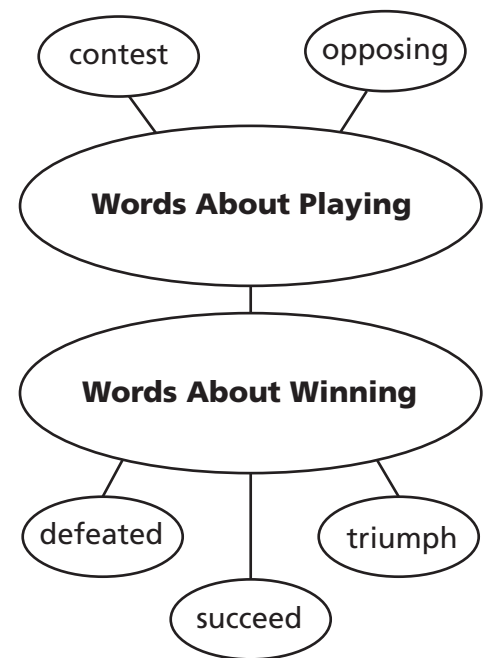 contest
opposing
Words About Playing
Words About Winning
defeated
triumph
succeed